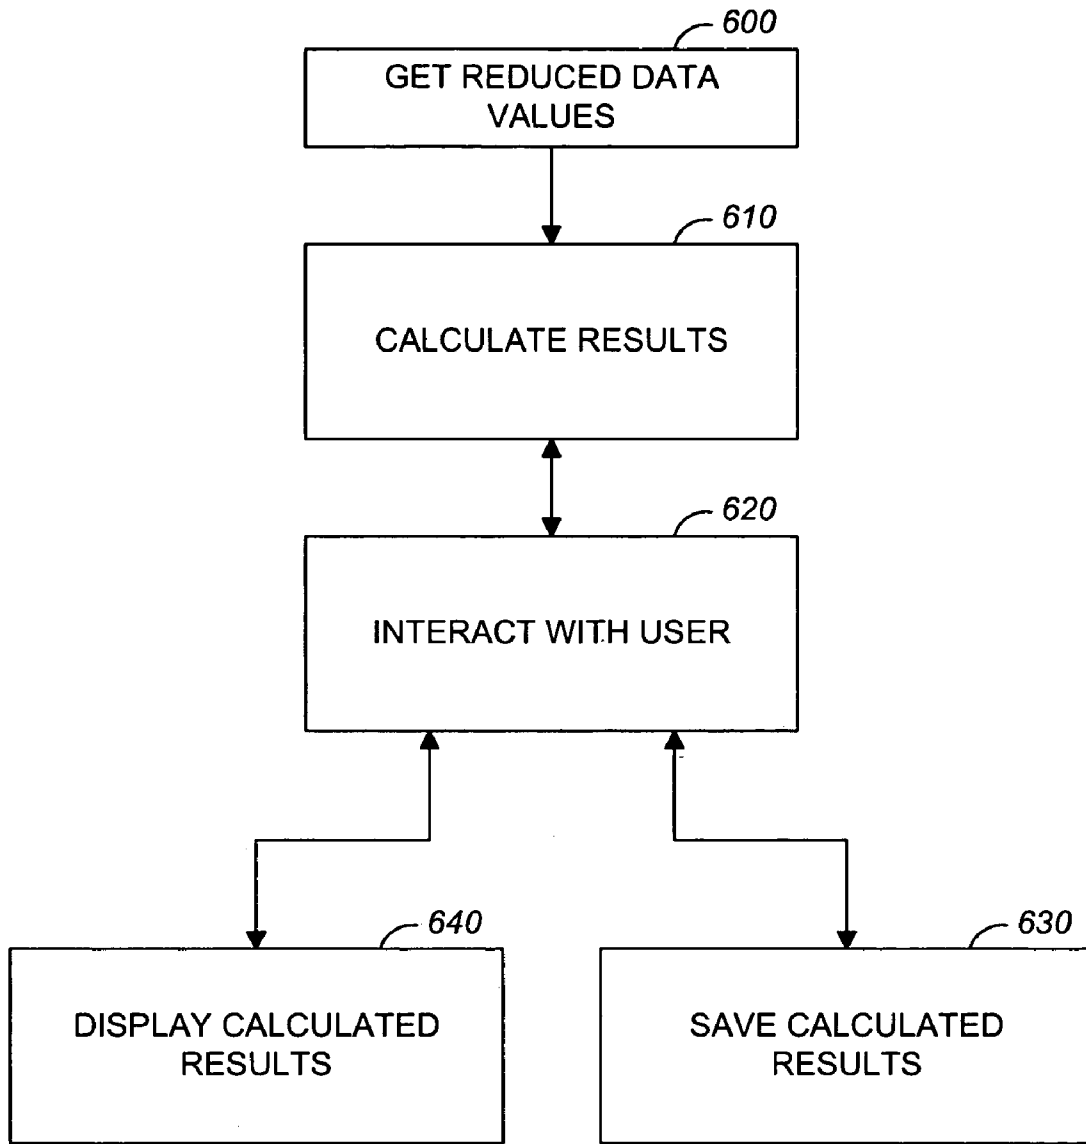 600
GET REDUCED DATA
VALUES
610
CALCULATE RESULTS
620
INTERACT WITH USER
640
DISPLAY CALCULATED
RESULTS
630
SAVE CALCULATED
RESULTS